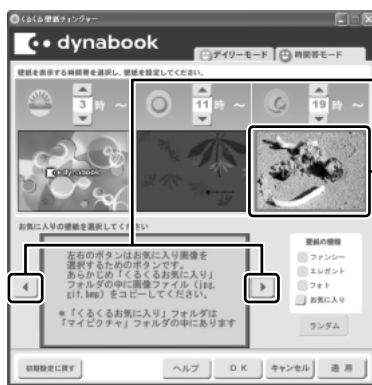 くるくる壁紙チェンジャー
dynabook
デイリーモード
時間帯モード
壁紙を表示する時間帯を選択し、壁紙を設定してください。
3 時 ～
11 時 ～
19 時 ～
dynabook
お気に入りの壁紙を選択してください
左右のボタンはお気に入り画像を
選択するためのボタンです。
あらかじめ「くるくるお気に入り」
フォルダの中に画像ファイル（jpg,
gif,bmp）をコピーしてください。
＊「くるくるお気に入り」フォルダは
「マイピクチャ」フォルダの中にあります
壁紙の種類
ファンシー
エレガント
フォト
お気に入り
ランダム
初期設定に戻す
ヘルプ
OK
キャンセル
適 用